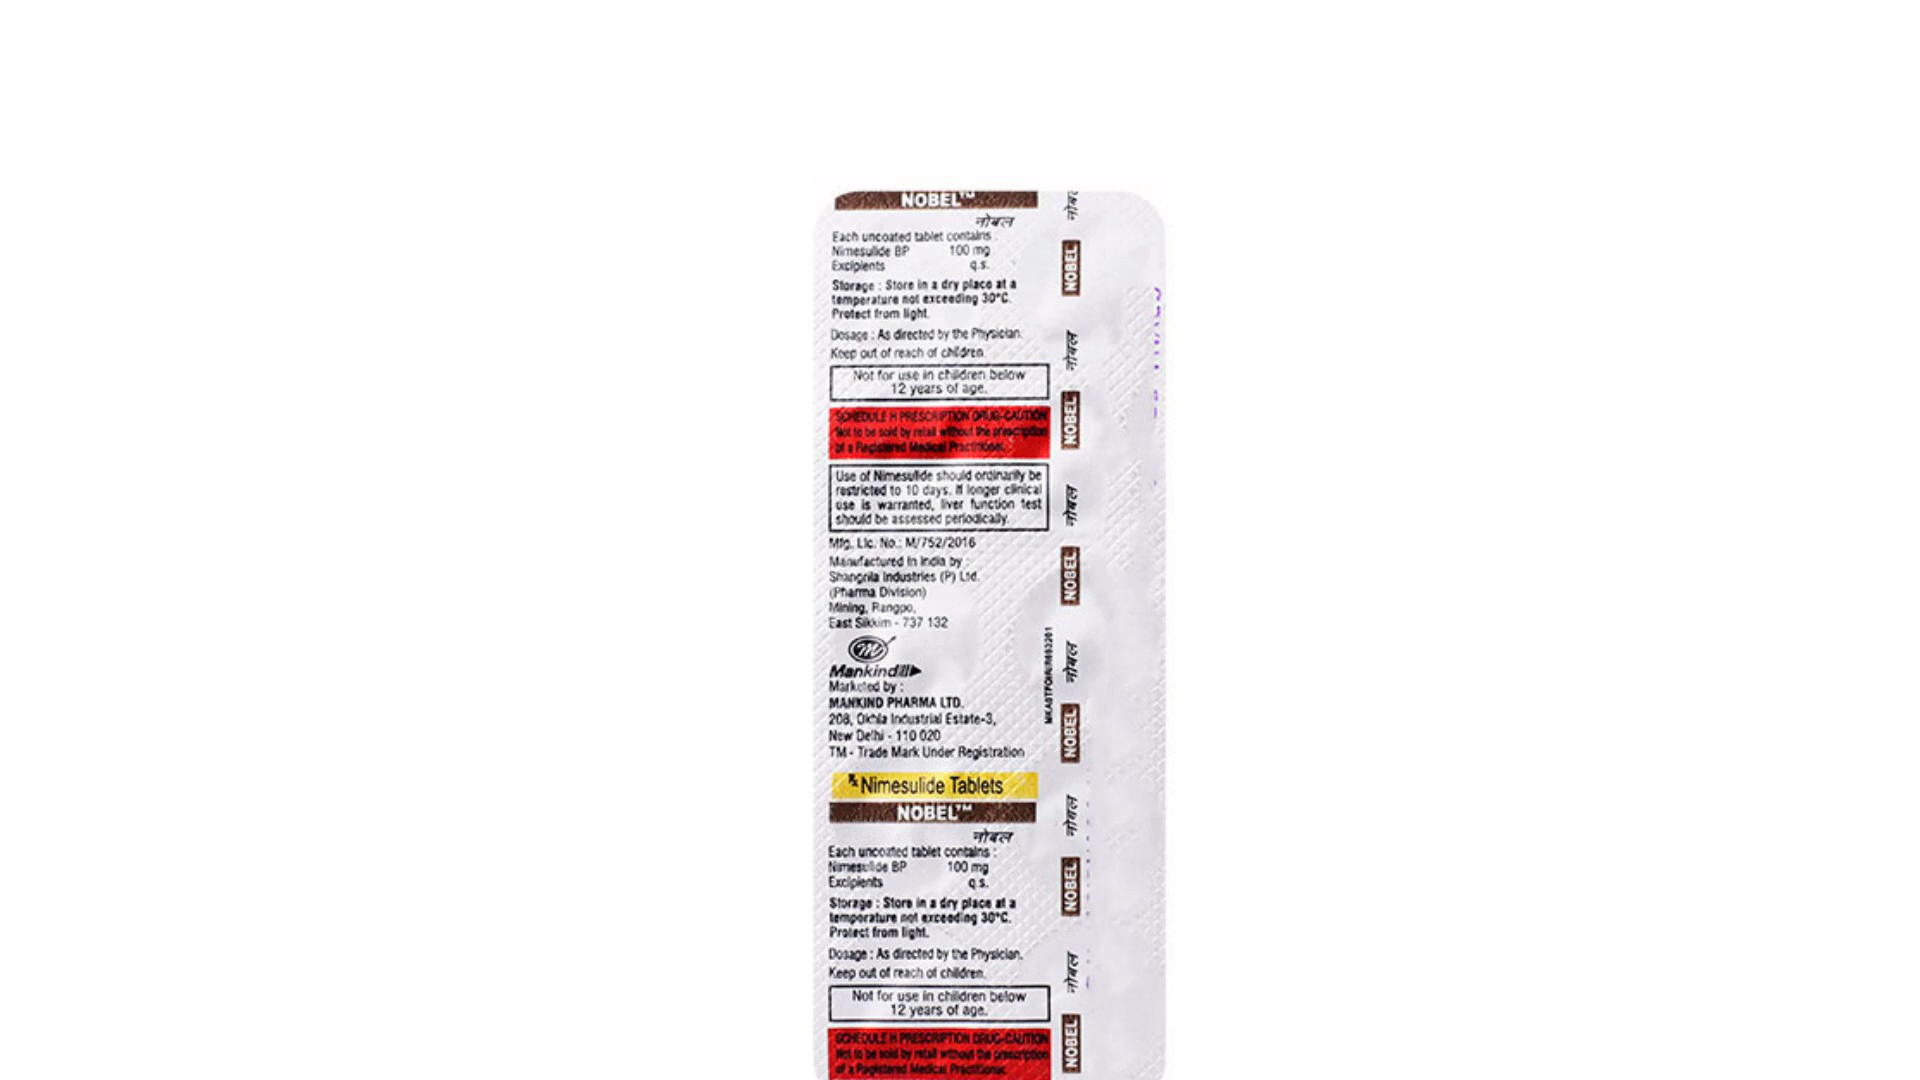 NOBEL™
नोबल
Each uncoated tablet contains :
Nimesulide BP 100 mg
Excipients q.s.
Storage : Store in a dry place at a
temperature not exceeding 30°C.
Protect from light.
Dosage : As directed by the Physician.
Keep out of reach of children.
Not for use in children below
12 years of age.
SCHEDULE H PRESCRIPTION DRUG-CAUTION
Not to be sold by retail without the prescription
of a Registered Medical Practitioner.
Use of Nimesulide should ordinarily be
restricted to 10 days. If longer clinical
use is warranted, liver function test
should be assessed periodically.
Mfg. Lic. No.: M/752/2016
Manufactured in India by :
Shangrila Industries (P) Ltd.
(Pharma Division)
Mining, Rangpo,
East Sikkim - 737 132
Mankind
Marketed by :
MANKIND PHARMA LTD.
208, Okhla Industrial Estate-3,
New Delhi - 110 020
TM - Trade Mark Under Registration
Rx Nimesulide Tablets
NOBEL™
नोबल
Each uncoated tablet contains :
Nimesulide BP 100 mg
Excipients q.s.
Storage : Store in a dry place at a
temperature not exceeding 30°C.
Protect from light.
Dosage : As directed by the Physician.
Keep out of reach of children.
Not for use in children below
12 years of age.
SCHEDULE H PRESCRIPTION DRUG-CAUTION
Not to be sold by retail without the prescription
of a Registered Medical Practitioner.
नोबल
NOBEL
नोबल
NOBEL
नोबल
NOBEL
नोबल
NOBEL
नोबल
NOBEL
नोबल
NOBEL